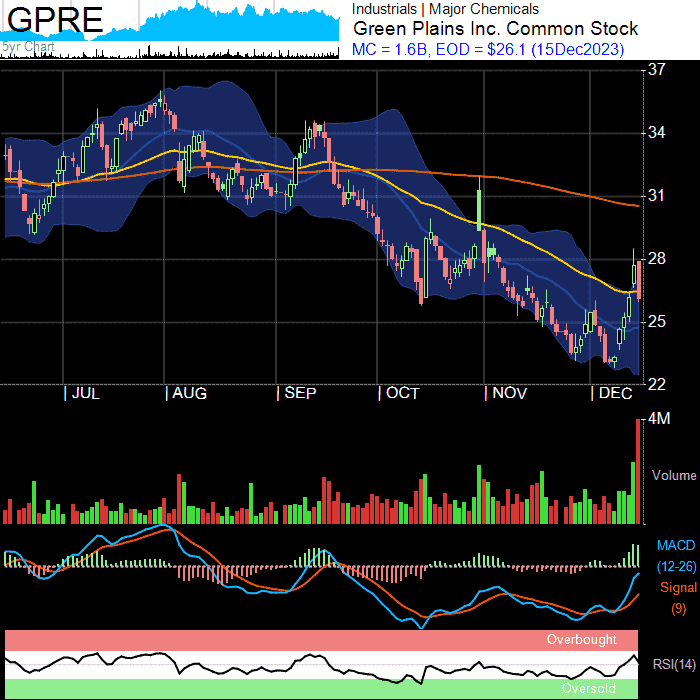 GPRE
5yr Chart
Industrials | Major Chemicals
Green Plains Inc. Common Stock
MC = 1.6B, EOD = $26.1 (15Dec2023)
37
34
31
28
25
22
| JUL | AUG | SEP | OCT | NOV | DEC
4M
Volume
MACD
(12-26)
Signal
(9)
Overbought
RSI(14)
Oversold